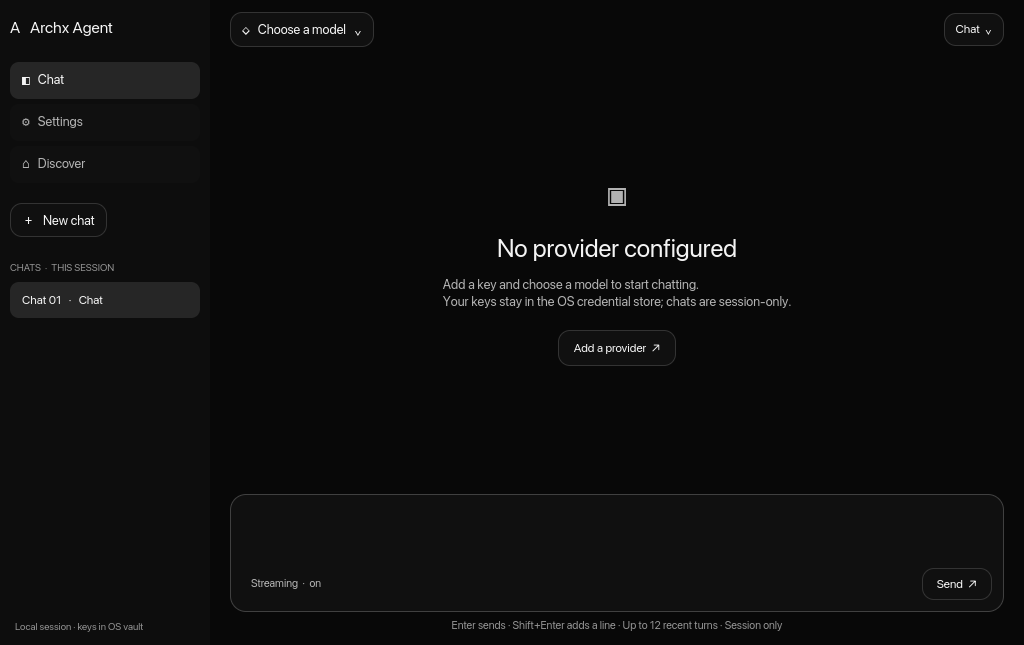 A Archx Agent
Chat
Settings
Discover
+ New chat
CHATS · THIS SESSION
Chat 01 · Chat
Local session · keys in OS vault
Choose a model
Chat
No provider configured
Add a key and choose a model to start chatting.
Your keys stay in the OS credential store; chats are session-only.
Add a provider ↗
Streaming · on
Send ↗
Enter sends · Shift+Enter adds a line · Up to 12 recent turns · Session only